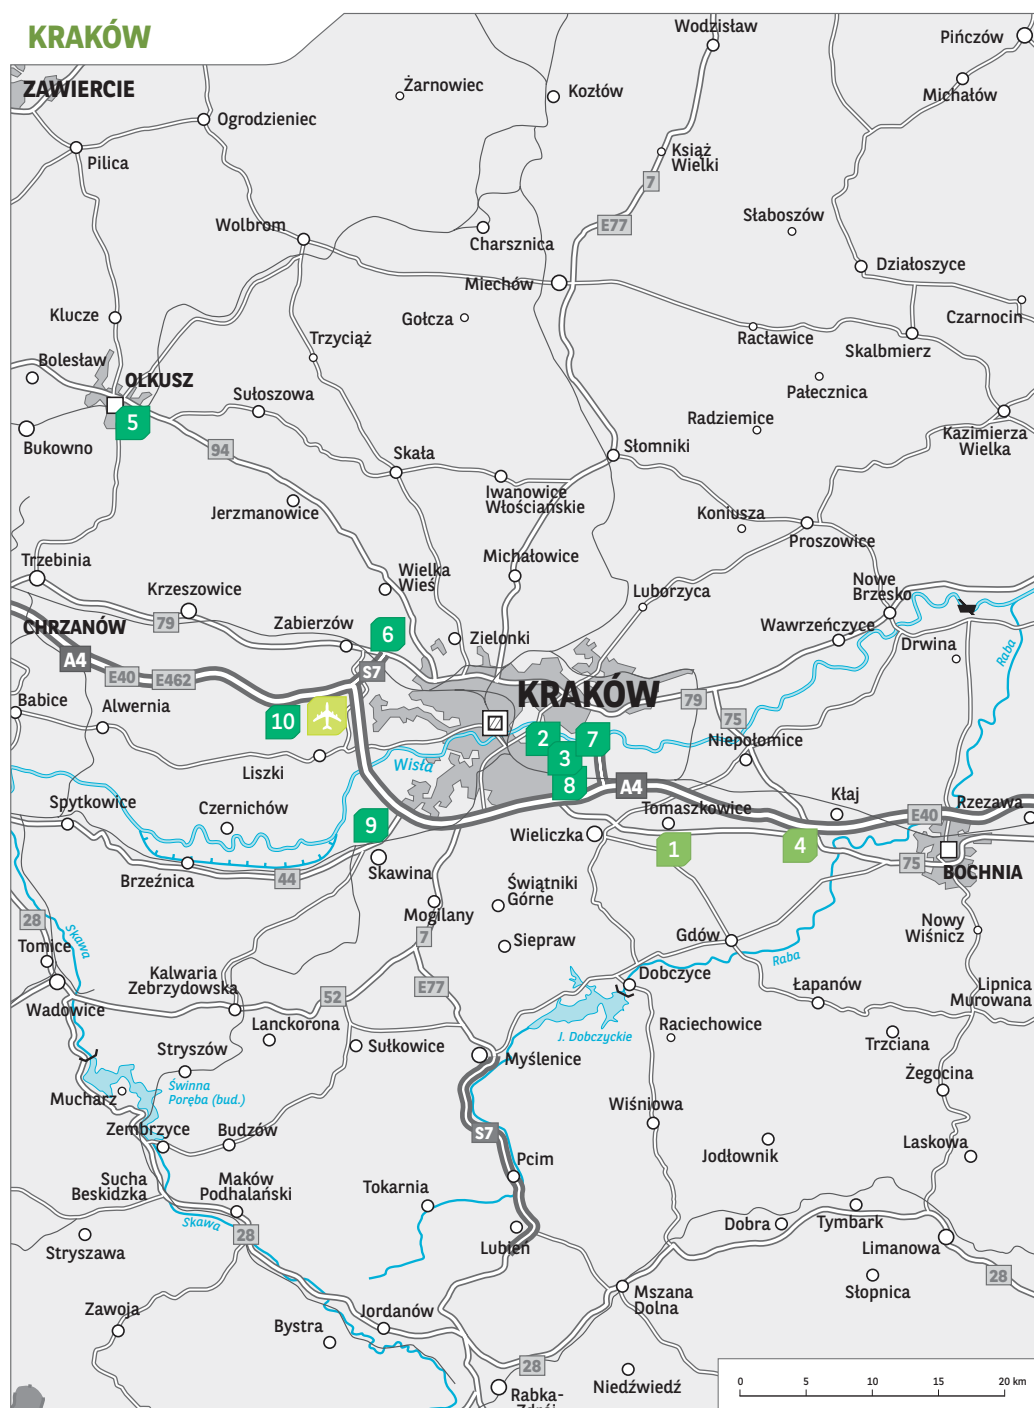 KRAKÓW
Wodzisław
Pińczów
ZAWIERCIE
Żarnowiec
Kozłów
Michałów
Ogrodzieniec
Pilica
Książ
Wielki
7
Słaboszów
E77
Wolbrom
Charsznica
Działoszyce
Miechów
Klucze
Gołcza
Czarnocin
Trzyciąż
Racławice
Skalbmierz
Bolesław
OLKUSZ
Sułoszowa
Pałecznica
5
Radziemice
Bukowno
Kazimierza
Wielka
94
Skała
Słomniki
Iwanowice
Włościańskie
Jerzmanowice
Koniusza
Proszowice
Trzebinia
Wielka
Wieś
Michałowice
Krzeszowice
Nowe
Brzesko
Luborzyca
79
CHRZANÓW
Zabierzów
6
Zielonki
Wawrzeńczyce
Drwina
Raba
A4
E40
E462
S7
KRAKÓW
79
Babice
Alwernia
10
75
2
7
Niepołomice
3
Liszki
Wisła
8
A4
Spytkowice
Czernichów
9
Tomaszkowice
Kłaj
Rzezawa
E40
Wieliczka
1
4
Brzeźnica
44
Skawina
75
BOCHNIA
Świątniki
Górne
28
Mogilany
Nowy
Wiśnicz
Skawa
Tomice
7
Siepraw
Gdów
Raba
Kalwaria
Zebrzydowska
Dobczyce
Wadowice
52
E77
Łapanów
Lipnica
Murowana
Lanckorona
Raciechowice
Stryszów
Sułkowice
J. Dobczyckie
Trzciana
Myślenice
Świnna
Poręba (bud.)
Żegocina
Mucharz
Wiśniowa
Zembrzyce
Budzów
S7
Jodłownik
Laskowa
Pcim
Sucha
Beskidzka
Maków
Podhalański
Tokarnia
Skawa
Dobra
Tymbark
28
Stryszawa
Lubień
Limanowa
28
Mszana
Dolna
Słopnica
Zawoja
Jordanów
Bystra
28
Niedźwiedź
Rabka-
Zdrój
0 5 10 15 20 km